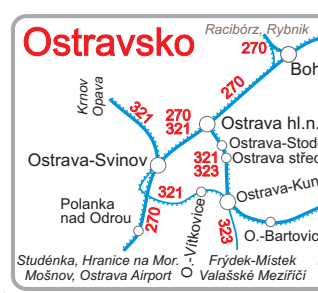 Ostravsko
Racibórz, Rybnik
270
Boh
270
Krnov
Opava
321
270
321
Ostrava hl.n.
Ostrava-Stod
321
323
Ostrava střed
Ostrava-Svinov
321
Ostrava-Kun
Polanka
nad Odrou
270
O.-Vítkovice
323
O.-Bartovic
Studénka, Hranice na Mor.
Mošnov, Ostrava Airport
Frýdek-Místek
Valašské Meziříčí